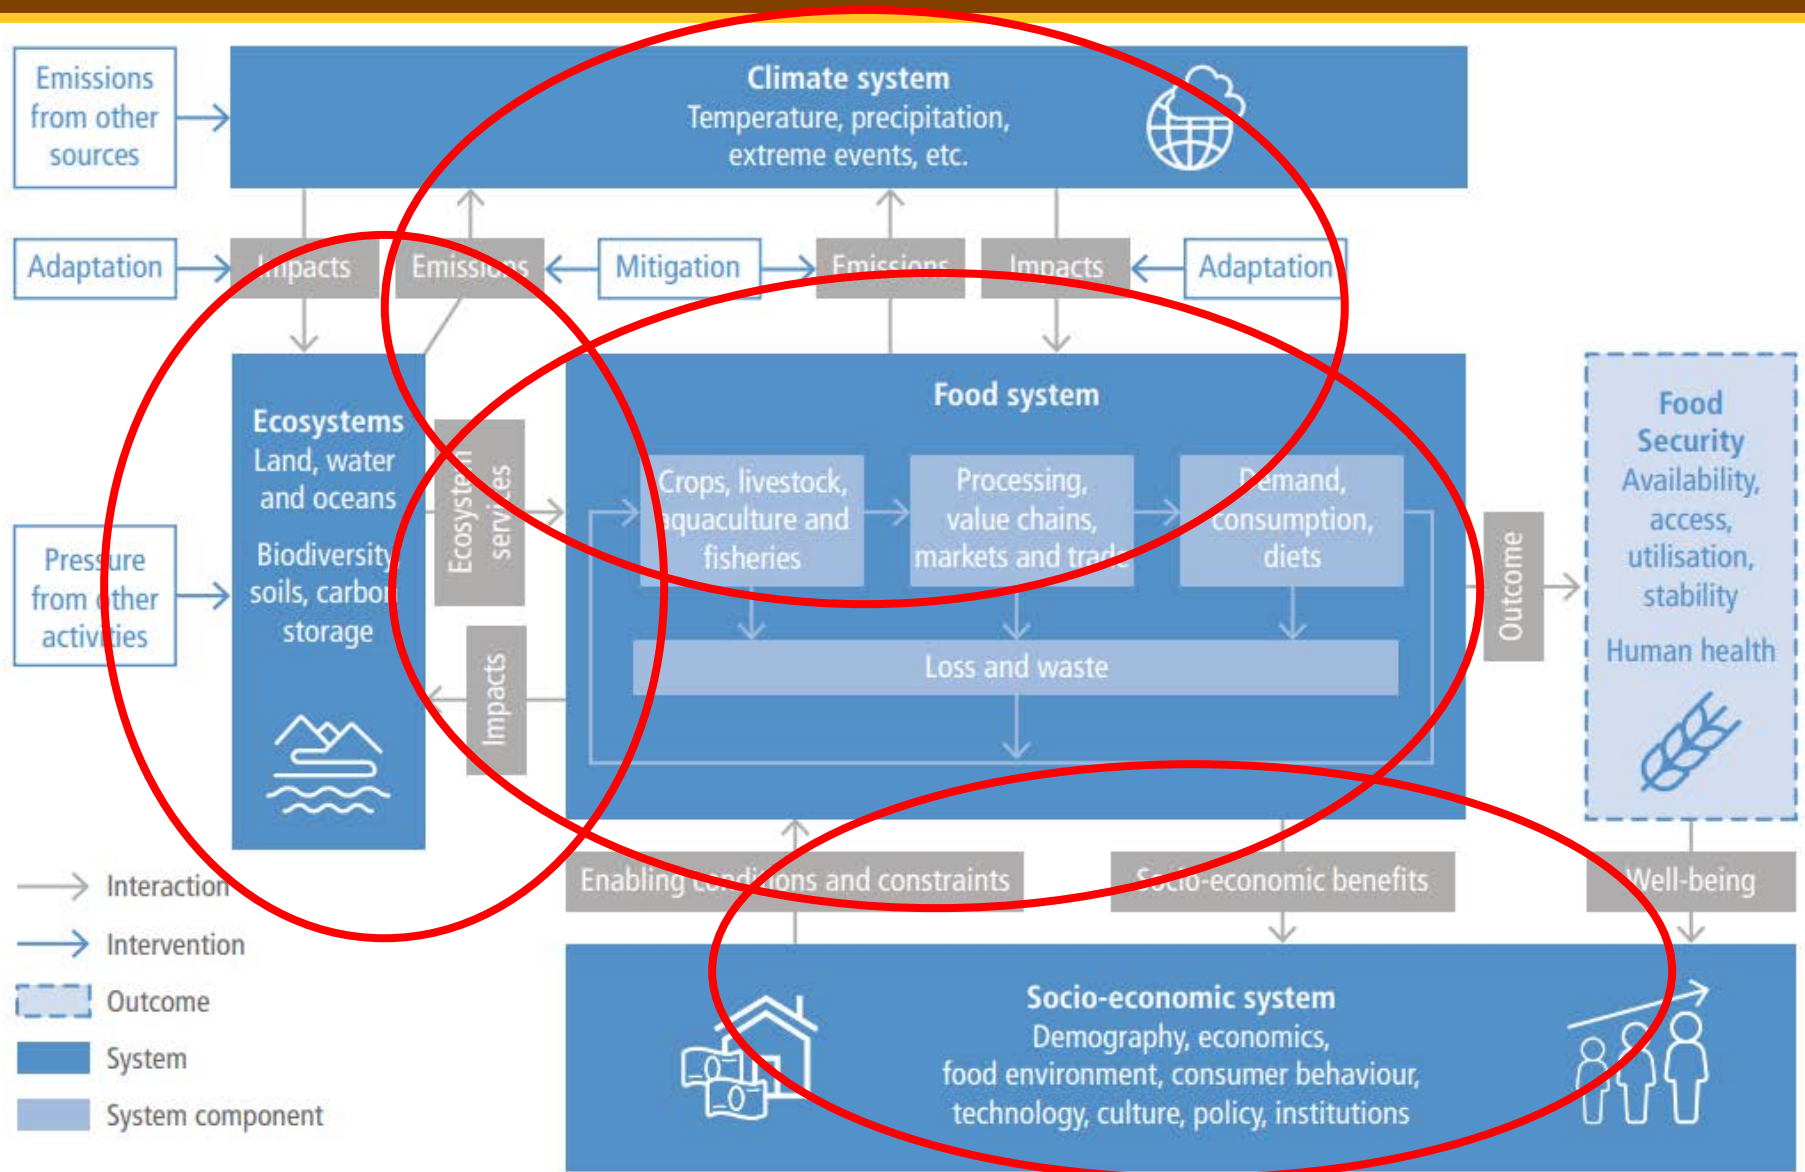 Emissions
from other
sources
Climate system
Temperature, precipitation,
extreme events, etc.
Adaptation
Impacts
Emissions
Mitigation
Emissions
Impacts
Adaptation
Pressure
from other
activities
Ecosystems
Land, water
and oceans
Biodiversity,
soils, carbon
storage
Ecosystem
services
Impacts
Food system
Crops, livestock,
aquaculture and
fisheries
Processing,
value chains,
markets and trade
Demand,
consumption,
diets
Loss and waste
Outcome
Food
Security
Availability,
access,
utilisation,
stability
Human health
Enabling conditions and constraints
Socio-economic benefits
Well-being
Socio-economic system
Demography, economics,
food environment, consumer behaviour,
technology, culture, policy, institutions
Interaction
Intervention
Outcome
System
System component